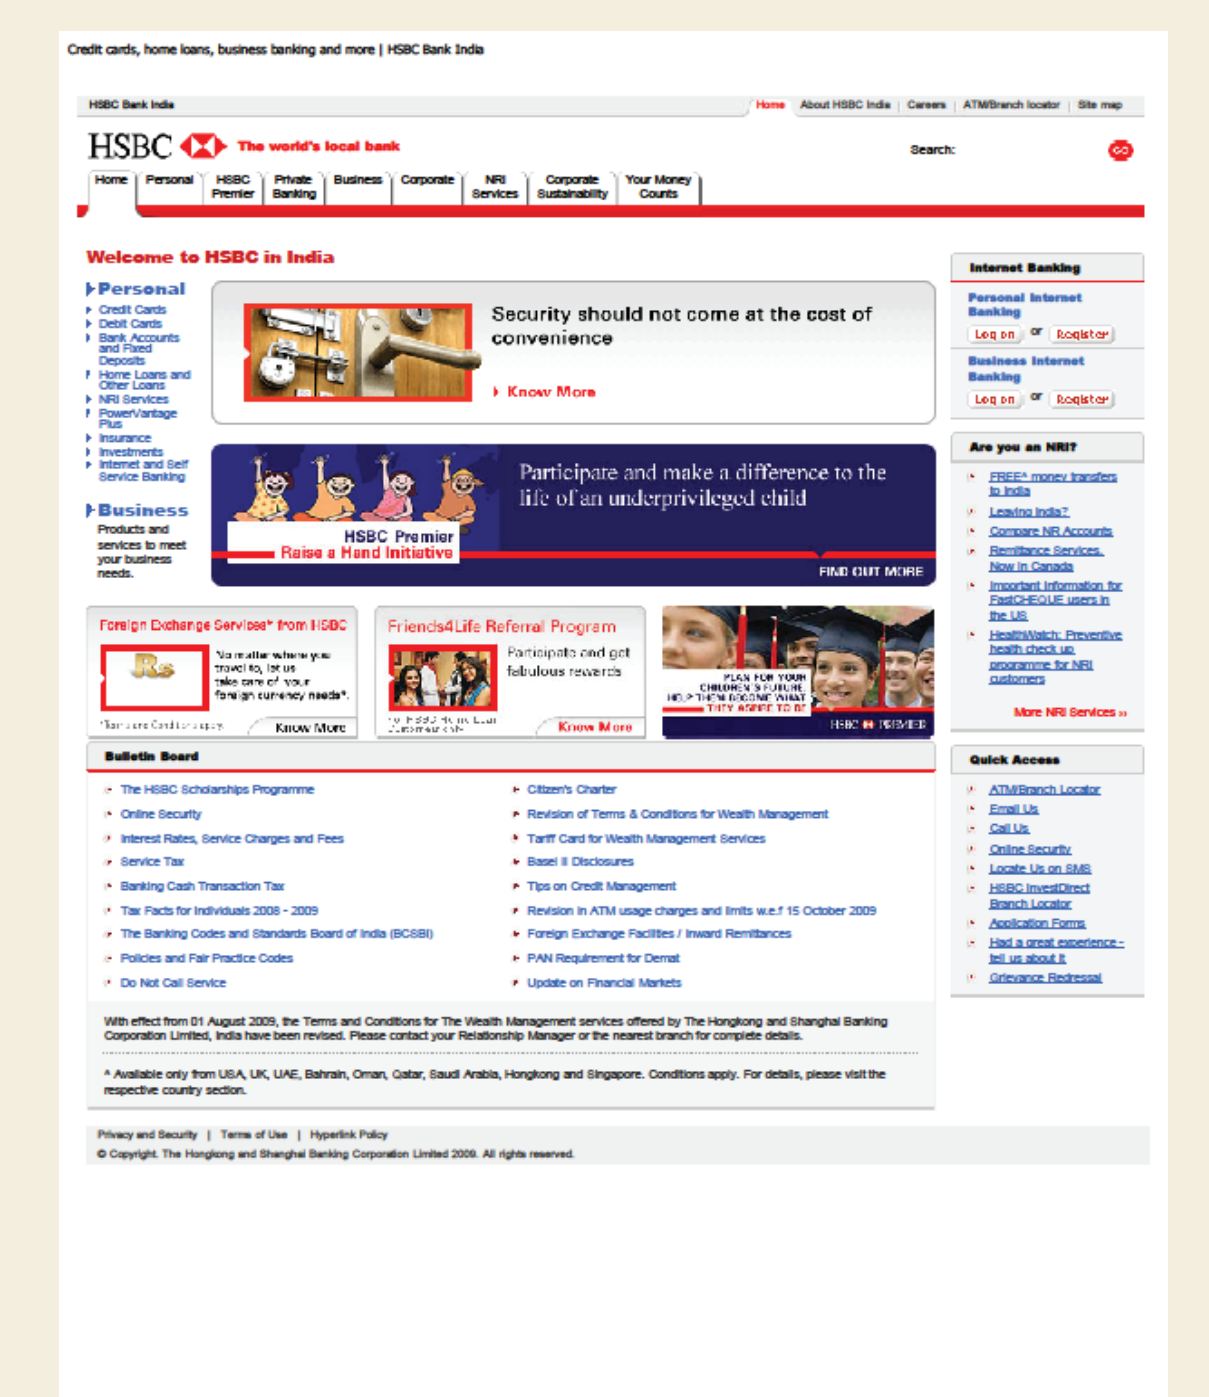 Credit cards, home loans, business banking and more | HSBC Bank India
HSBC Bank India
Home | About HSBC India | Careers | ATM/Branch locator | Site map
HSBC The world's local bank
Search:
GO
Home
Personal
HSBC Premier
Private Banking
Business
Corporate
NRI Services
Corporate Sustainability
Your Money Counts
Welcome to HSBC in India
Personal
Credit Cards
Debit Cards
Bank Accounts
and Fixed
Deposits
Home Loans and
Other Loans
NRI Services
PowerVantage
Plus
Insurance
Investments
Internet and Self
Service Banking
Business
Products and
services to meet
your business
needs.
Security should not come at the cost of
convenience
Know More
Participate and make a difference to the
life of an underprivileged child
HSBC Premier
Raise a Hand Initiative
FIND OUT MORE
Foreign Exchange Services* from HSBC
Rs
No matter where you
travel to, let us
take care of your
foreign currency needs*.
*Terms and Conditions apply.
Know More
Friends4Life Referral Program
Participate and get
fabulous rewards
For HSBC Home Loan
Customers only
Know More
PLAN FOR YOUR
CHILDREN'S FUTURE.
HELP THEM BECOME WHAT
THEY ASPIRE TO BE
HSBC PREMIER
Internet Banking
Personal Internet
Banking
Log on or Register
Business Internet
Banking
Log on or Register
Are you an NRI?
FREE^ money transfers
to India
Leaving India?
Compare NR Accounts
Remittance Services.
Now in Canada
Important Information for
FastCHEQUE users in
the US
HealthWatch: Preventive
health check up
programme for NRI
customers
More NRI Services »
Bulletin Board
The HSBC Scholarships Programme
Online Security
Interest Rates, Service Charges and Fees
Service Tax
Banking Cash Transaction Tax
Tax Facts for Individuals 2008 - 2009
The Banking Codes and Standards Board of India (BCSBI)
Policies and Fair Practice Codes
Do Not Call Service
Citizen's Charter
Revision of Terms & Conditions for Wealth Management
Tariff Card for Wealth Management Services
Basel II Disclosures
Tips on Credit Management
Revision in ATM usage charges and limits w.e.f 15 October 2009
Foreign Exchange Facilities / Inward Remittances
PAN Requirement for Demat
Update on Financial Markets
Quick Access
ATM/Branch Locator
Email Us
Call Us
Online Security
Locate Us on SMS
HSBC InvestDirect
Branch Locator
Application Forms
Had a great experience -
tell us about it
Grievance Redressal
With effect from 01 August 2009, the Terms and Conditions for The Wealth Management services offered by The Hongkong and Shanghai Banking
Corporation Limited, India have been revised. Please contact your Relationship Manager or the nearest branch for complete details.
^ Available only from USA, UK, UAE, Bahrain, Oman, Qatar, Saudi Arabia, Hongkong and Singapore. Conditions apply. For details, please visit the
respective country section.
Privacy and Security | Terms of Use | Hyperlink Policy
© Copyright. The Hongkong and Shanghai Banking Corporation Limited 2009. All rights reserved.